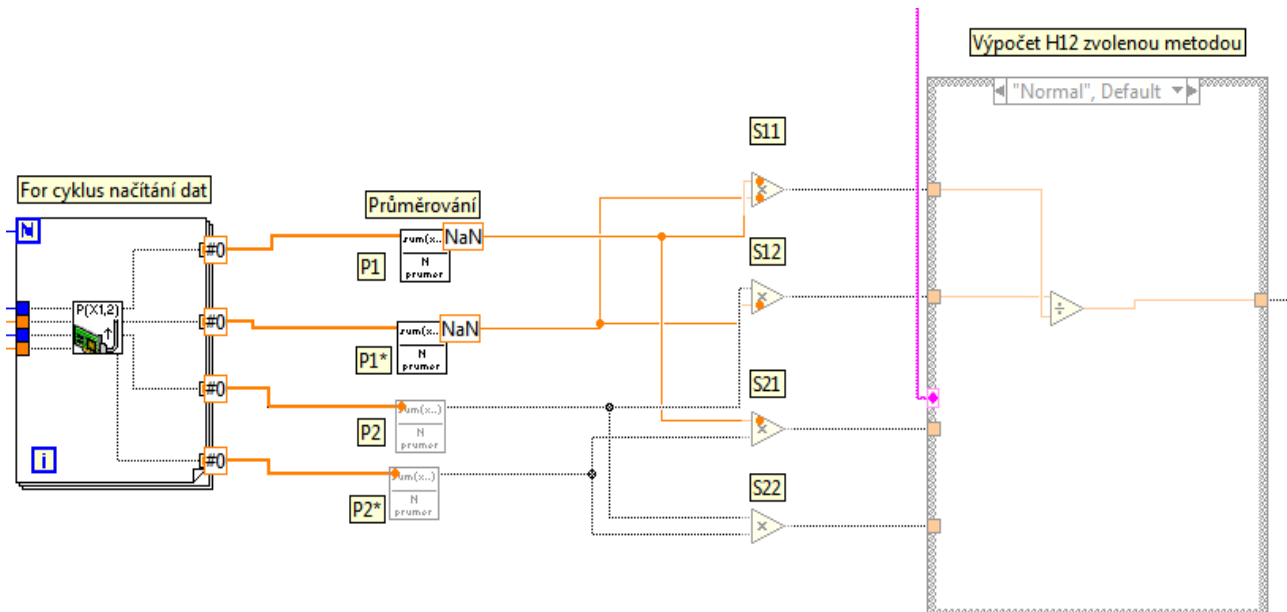 Výpočet H12 zvolenou metodou
"Normal", Default
S11
For cyklus načítání dat
Průměrování
N
#0
sum(x..)
N
prumer
NaN
P1
S12
P(X1,2)
#0
sum(x..)
N
prumer
NaN
P1*
S21
#0
sum(x..)
N
prumer
P2
i
#0
sum(x..)
N
prumer
P2*
S22